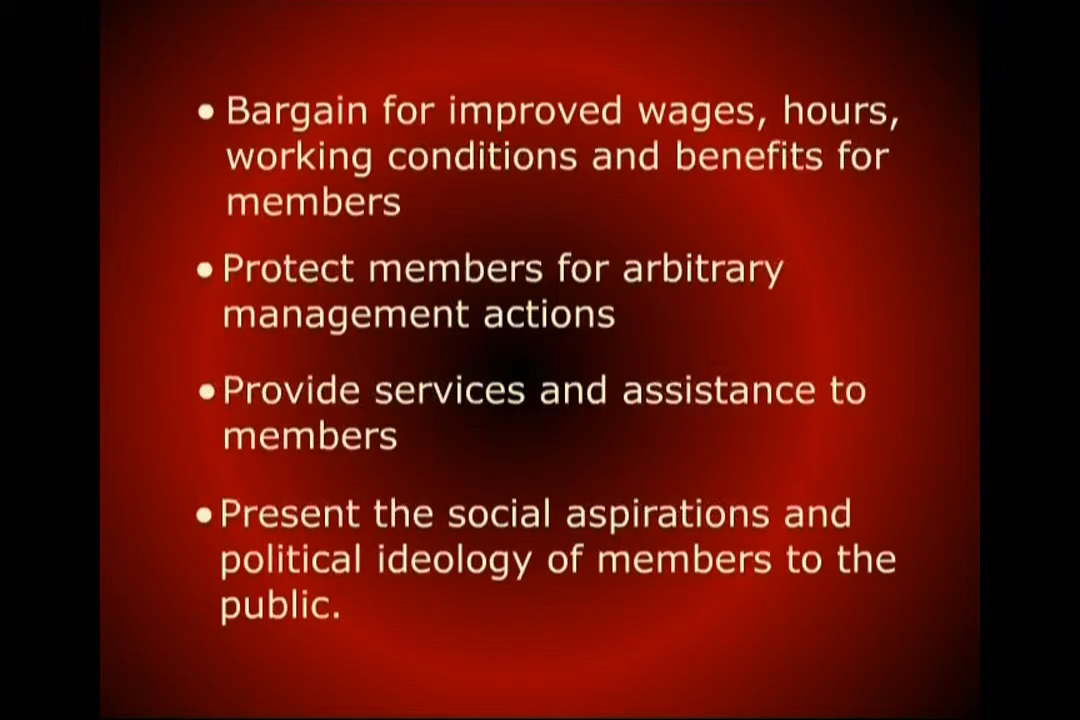 • Bargain for improved wages, hours,
working conditions and benefits for
members
• Protect members for arbitrary
management actions
• Provide services and assistance to
members
• Present the social aspirations and
political ideology of members to the
public.